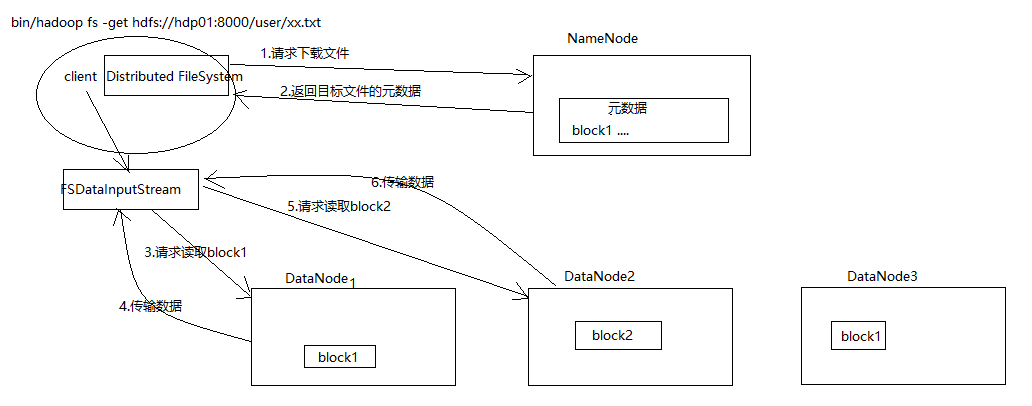 bin/hadoop fs -get hdfs://hdp01:8000/user/xx.txt
NameNode
1.请求下载文件
client
Distributed FileSystem
2.返回目标文件的元数据
元数据
block1 ....
FSDataInputStream
6.传输数据
5.请求读取block2
3.请求读取block1
4.传输数据
DataNode1
DataNode2
DataNode3
block1
block2
block1